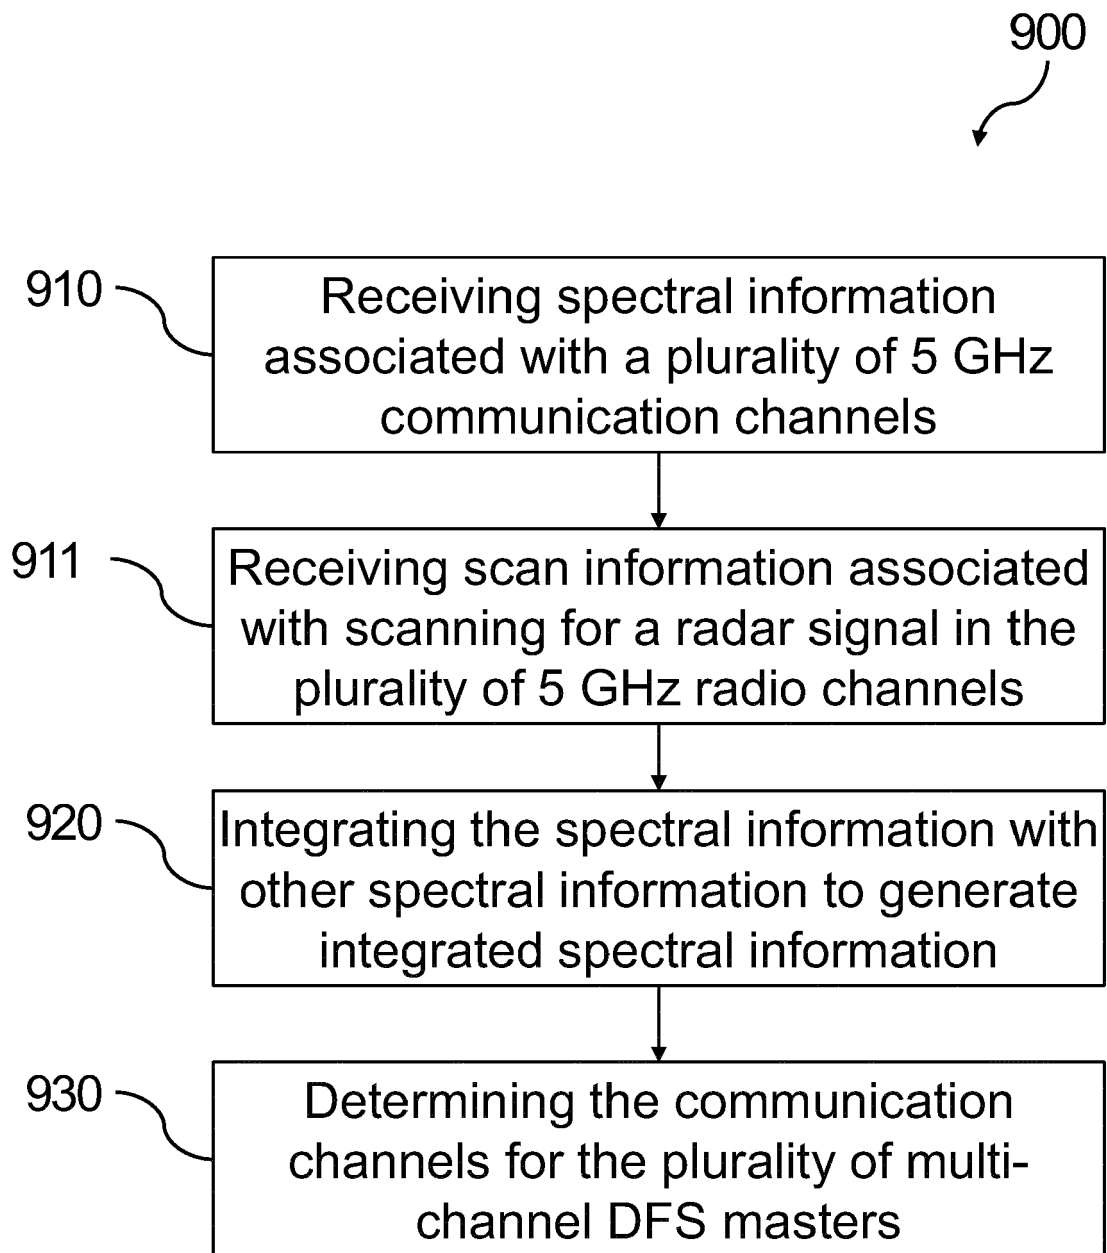 900
910
Receiving spectral information
associated with a plurality of 5 GHz
communication channels
911
Receiving scan information associated
with scanning for a radar signal in the
plurality of 5 GHz radio channels
920
Integrating the spectral information with
other spectral information to generate
integrated spectral information
930
Determining the communication
channels for the plurality of multi-
channel DFS masters